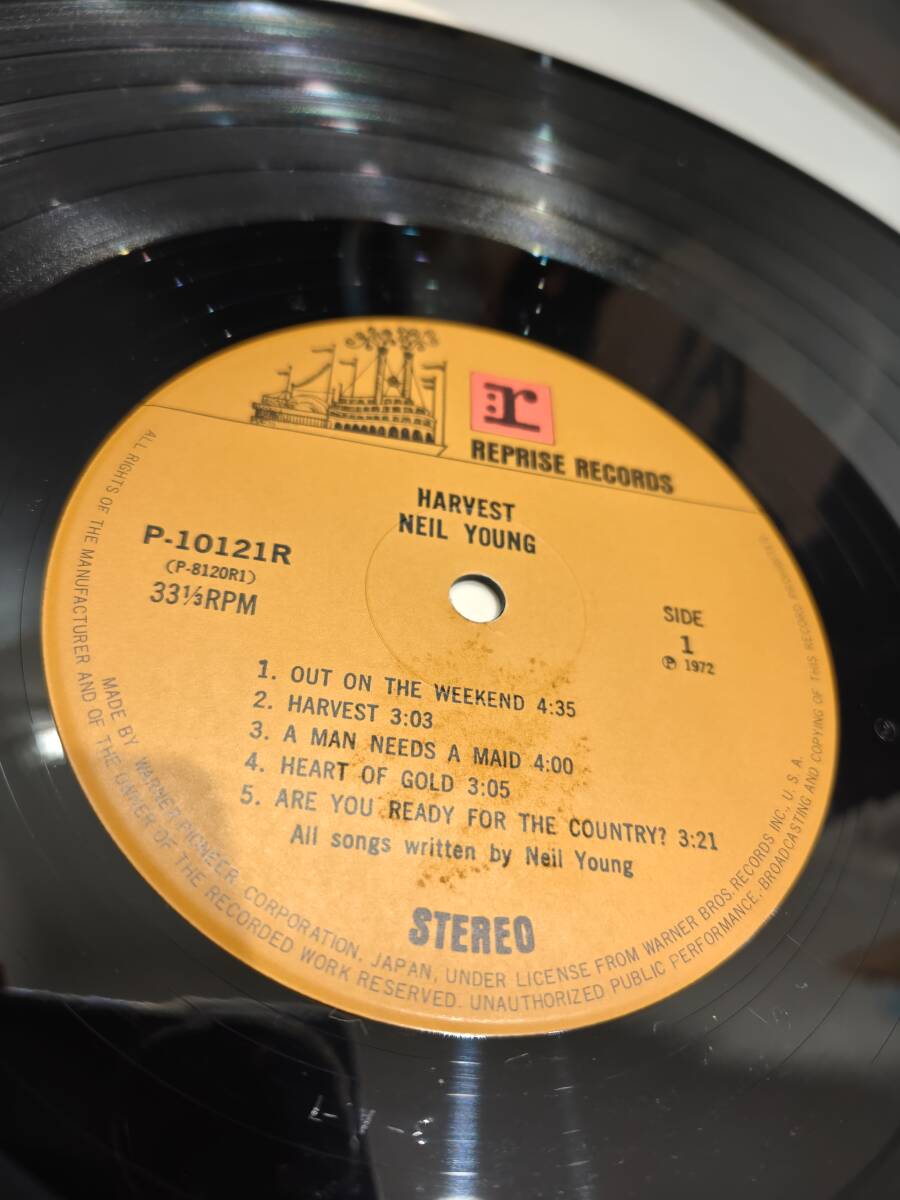 r
REPRISE RECORDS
HARVEST
NEIL YOUNG
P-10121R
(P-8120R1)
33⅓RPM
SIDE
1
Ⓟ 1972
1. OUT ON THE WEEKEND 4:35
2. HARVEST 3:03
3. A MAN NEEDS A MAID 4:00
4. HEART OF GOLD 3:05
5. ARE YOU READY FOR THE COUNTRY? 3:21
All songs written by Neil Young
STEREO
MADE BY WARNER-PIONEER CORPORATION, JAPAN, UNDER LICENSE FROM WARNER BROS. RECORDS INC., U.S.A.
ALL RIGHTS OF THE MANUFACTURER AND OF THE OWNER OF THE RECORDED WORK RESERVED. UNAUTHORIZED PUBLIC PERFORMANCE, BROADCASTING AND COPYING OF THIS RECORD